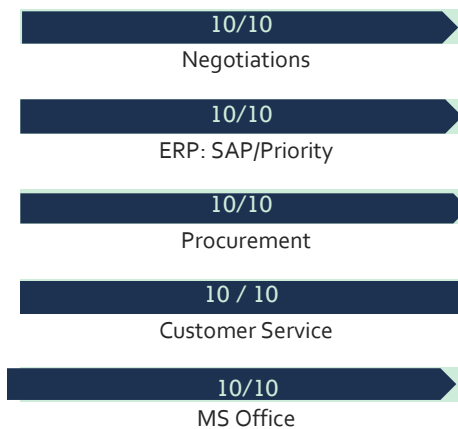 10/10
Negotiations
10/10
ERP: SAP/Priority
10/10
Procurement
10 / 10
Customer Service
10/10
MS Office